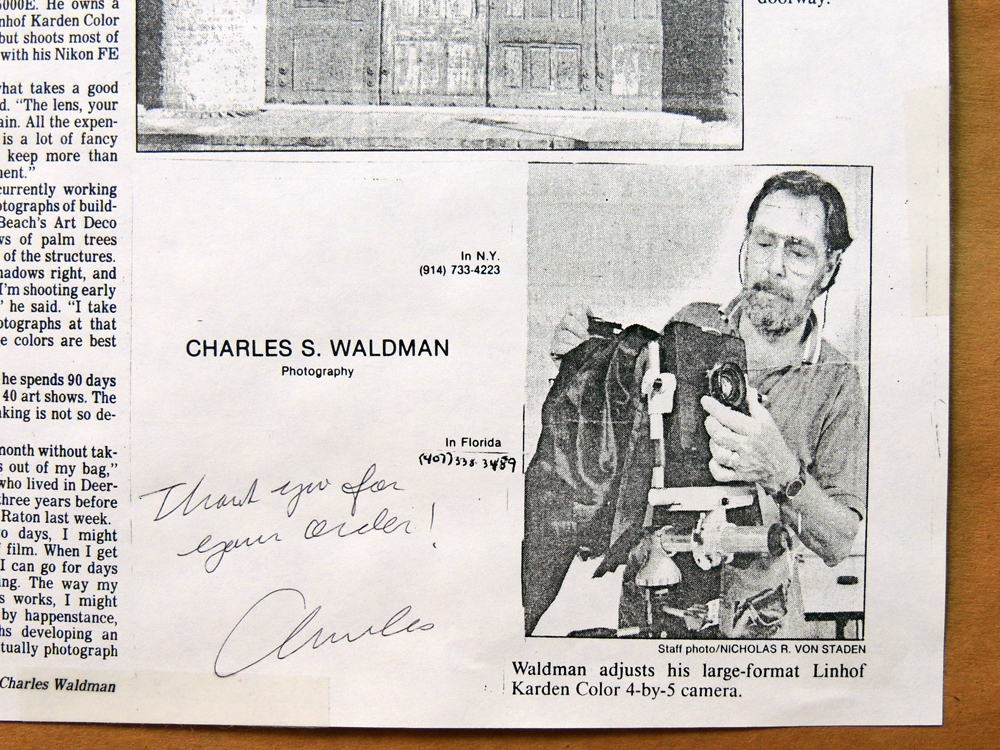 5000E. He owns a
nhof Karden Color
but shoots most of
with his Nikon FE
what takes a good
d. “The lens, your
ain. All the expen-
is a lot of fancy
keep more than
ment.”
currently working
otographs of build-
Beach’s Art Deco
ws of palm trees
of the structures.
hadows right, and
I’m shooting early
’ he said. “I take
otographs at that
e colors are best
he spends 90 days
40 art shows. The
aking is not so de-
month without tak-
s out of my bag,”
who lived in Deer-
three years before
Raton last week.
o days, I might
f film. When I get
I can go for days
ing. The way my
s works, I might
by happenstance,
hs developing an
tually photograph
Charles Waldman
doorway.
In N.Y.
(914) 733-4223
CHARLES S. WALDMAN
Photography
In Florida
(407) 338-3489
Thank you for
your order!
Charles
Staff photo/NICHOLAS R. VON STADEN
Waldman adjusts his large-format Linhof
Karden Color 4-by-5 camera.